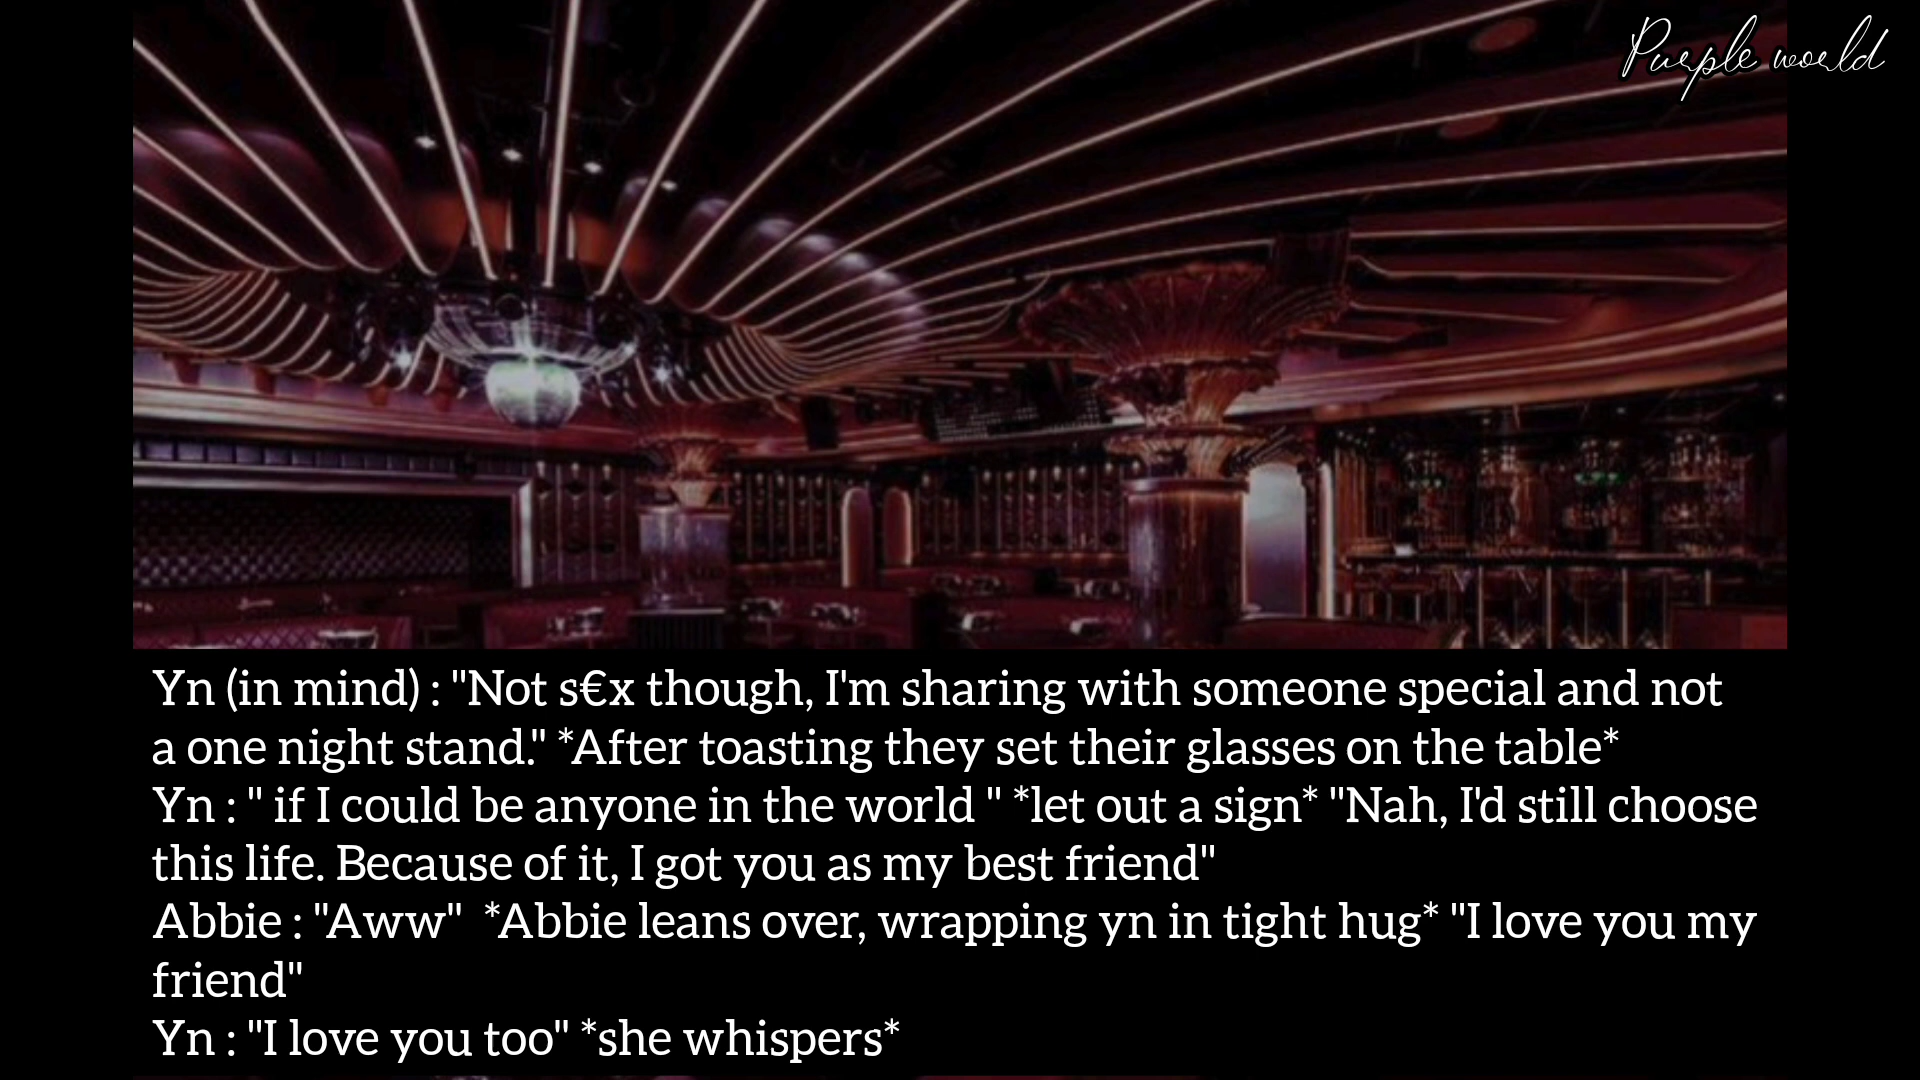 Purple world
Yn (in mind) : "Not s€x though, I'm sharing with someone special and not
a one night stand." *After toasting they set their glasses on the table*
Yn : " if I could be anyone in the world " *let out a sign* "Nah, I'd still choose
this life. Because of it, I got you as my best friend"
Abbie : "Aww"  *Abbie leans over, wrapping yn in tight hug* "I love you my
friend"
Yn : "I love you too" *she whispers*